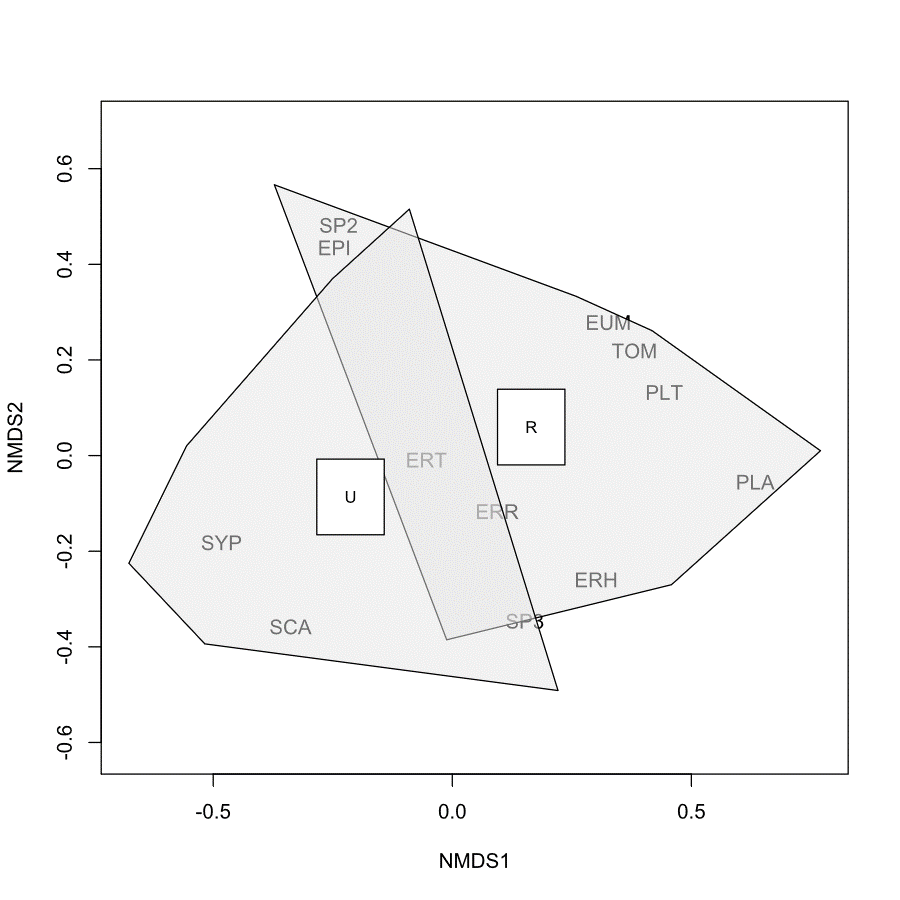 0.6
SP2
EPI
0.4
EUM
TOM
0.2
PLT
R
NMDS2
0.0
ERT
PLA
U
ERR
-0.2
SYP
ERH
SP3
SCA
-0.4
-0.6
-0.5 0.0 0.5
NMDS1